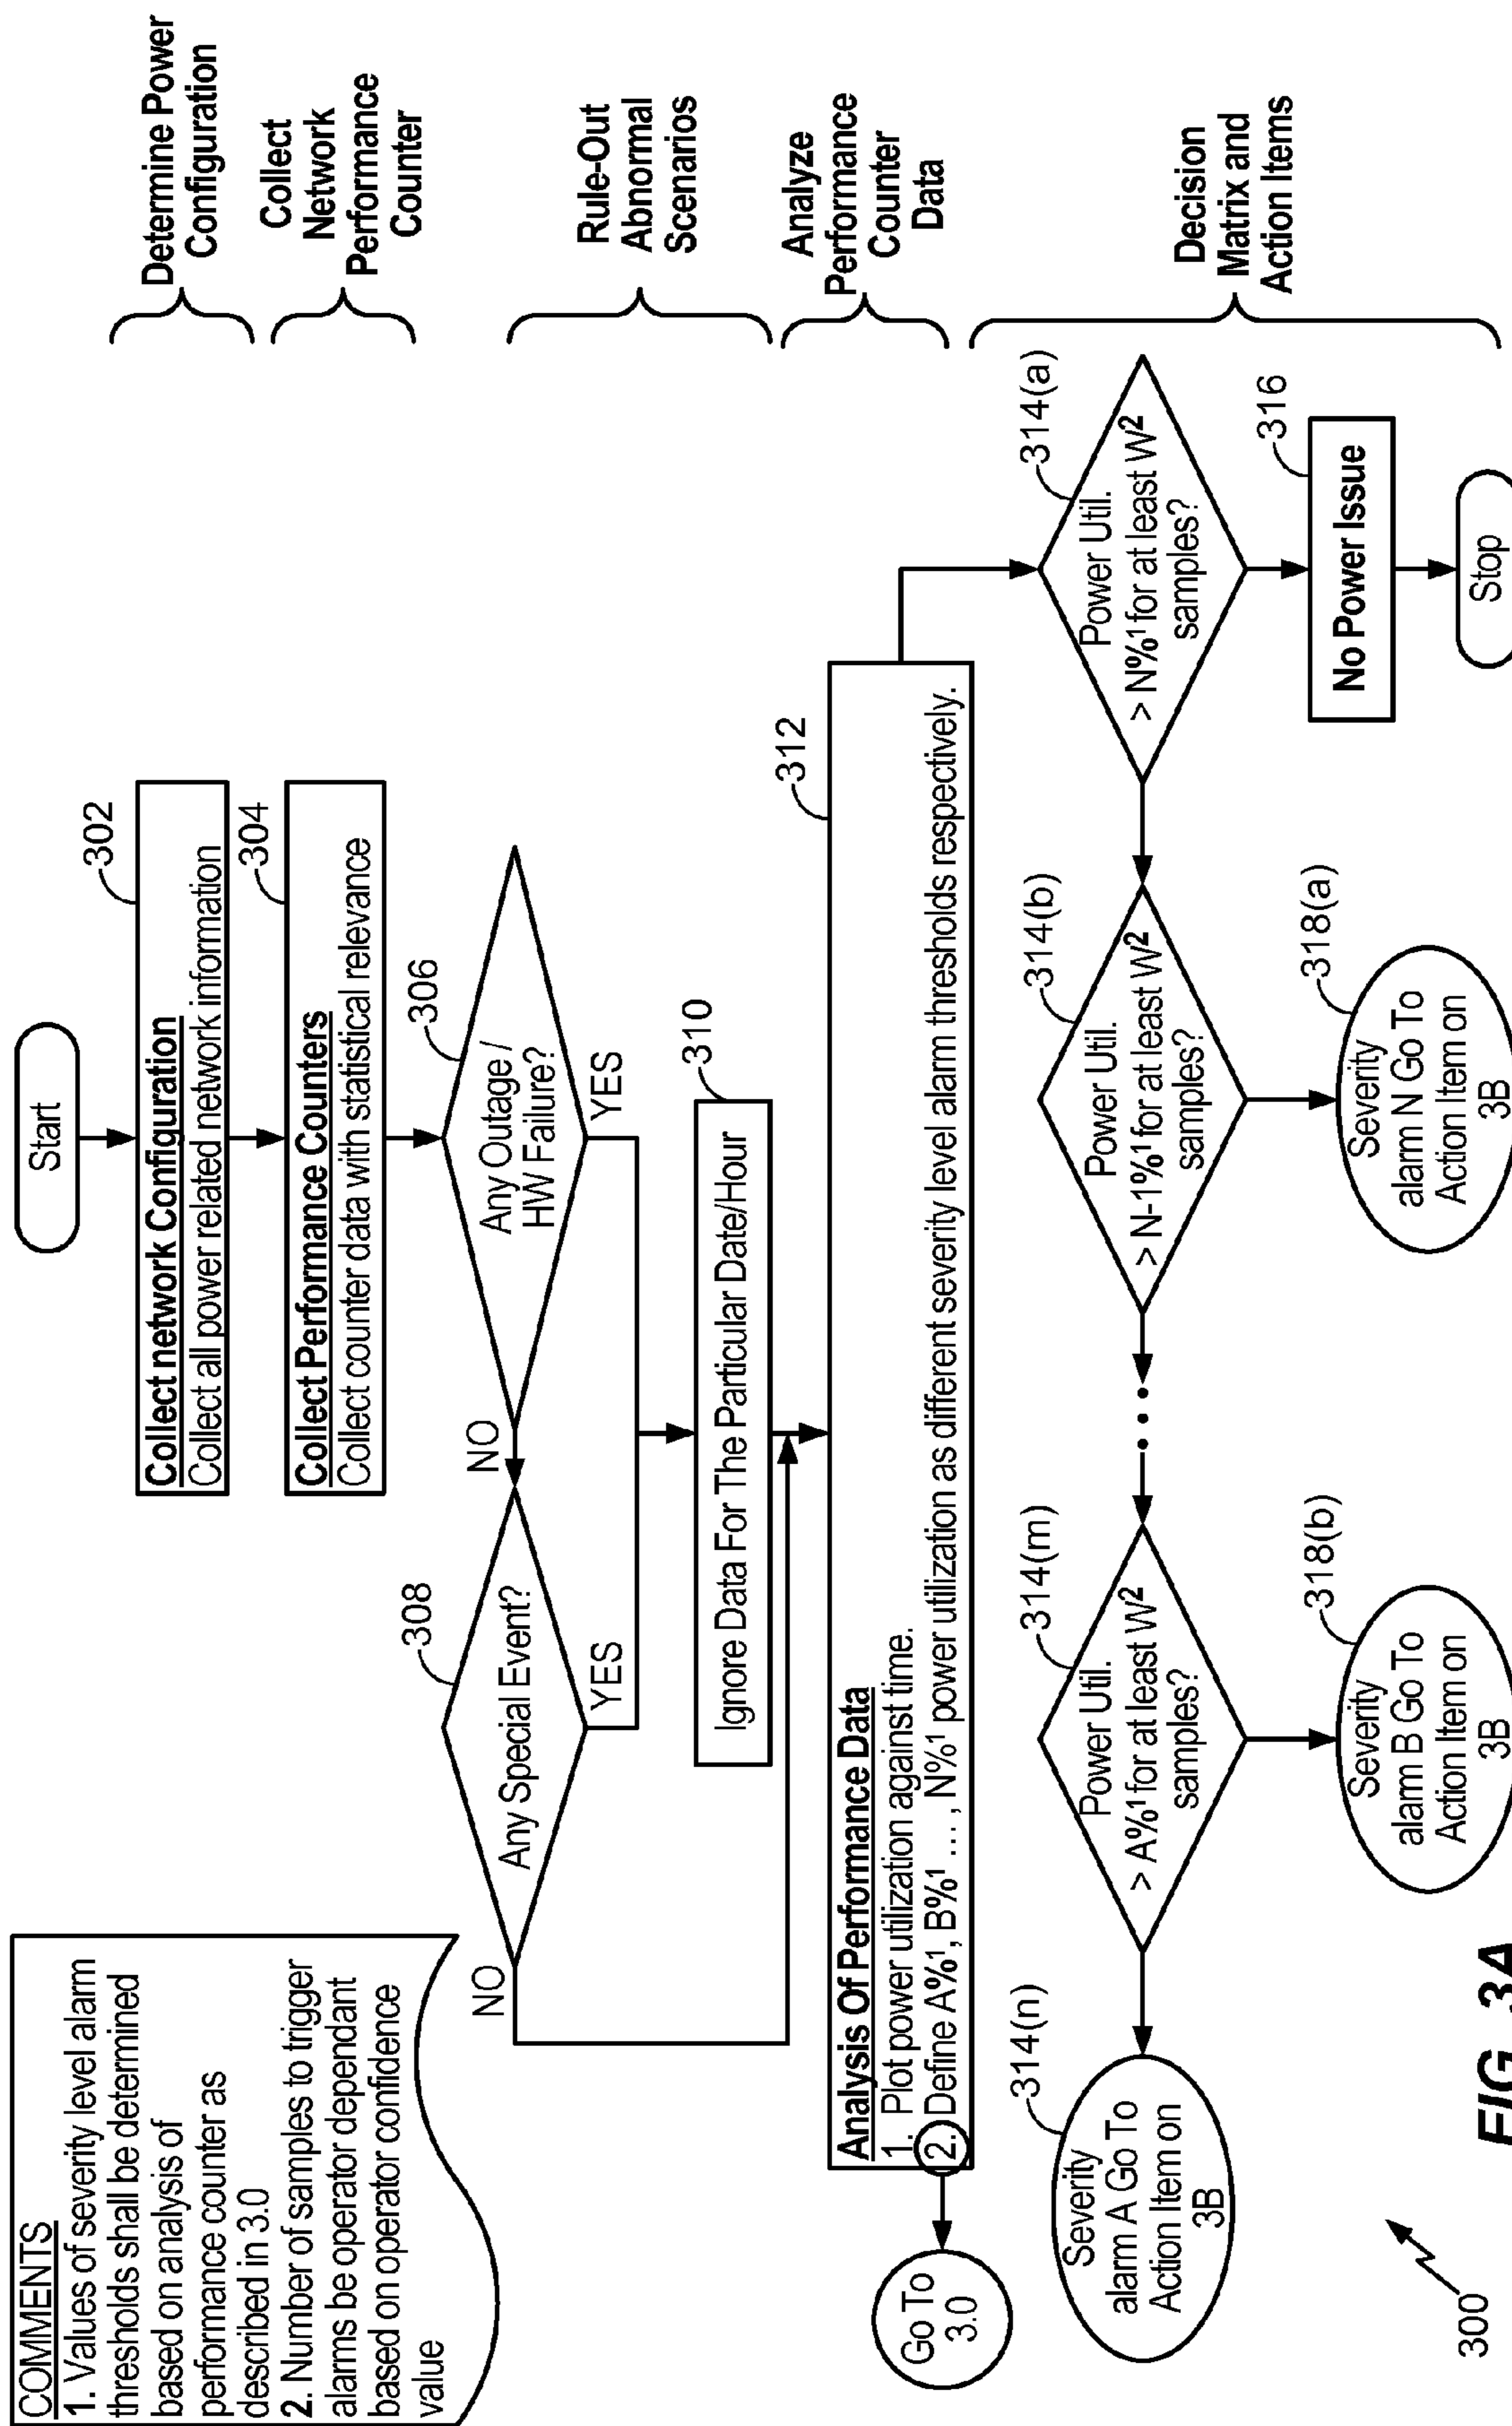 COMMENTS
1. Values of severity level alarm
thresholds shall be determined
based on analysis of
performance counter as
described in 3.0
2. Number of samples to trigger
alarms be operator dependant
based on operator confidence
value
Start
302
Collect network Configuration
Collect all power related network information
Determine Power
Configuration
304
Collect Performance Counters
Collect counter data with statistical relevance
Collect
Network
Performance
Counter
306
Any Outage /
HW Failure?
NO
YES
308
Any Special Event?
NO
YES
Rule-Out
Abnormal
Scenarios
310
Ignore Data For The Particular Date/Hour
312
Analysis Of Performance Data
1. Plot power utilization against time.
2. Define A%¹, B%¹ ... , N%¹ power utilization as different severity level alarm thresholds respectively.
Analyze
Performance
Counter
Data
Go To
3.0
314(a)
Power Util.
> N%¹ for at least W²
samples?
314(b)
Power Util.
> N-1%¹ for at least W²
samples?
• • •
314(m)
Power Util.
> A%¹ for at least W²
samples?
314(n)
Severity
alarm A Go To
Action Item on
3B
Decision
Matrix and
Action Items
316
No Power Issue
Stop
318(a)
Severity
alarm N Go To
Action Item on
3B
318(b)
Severity
alarm B Go To
Action Item on
3B
300
FIG. 3A